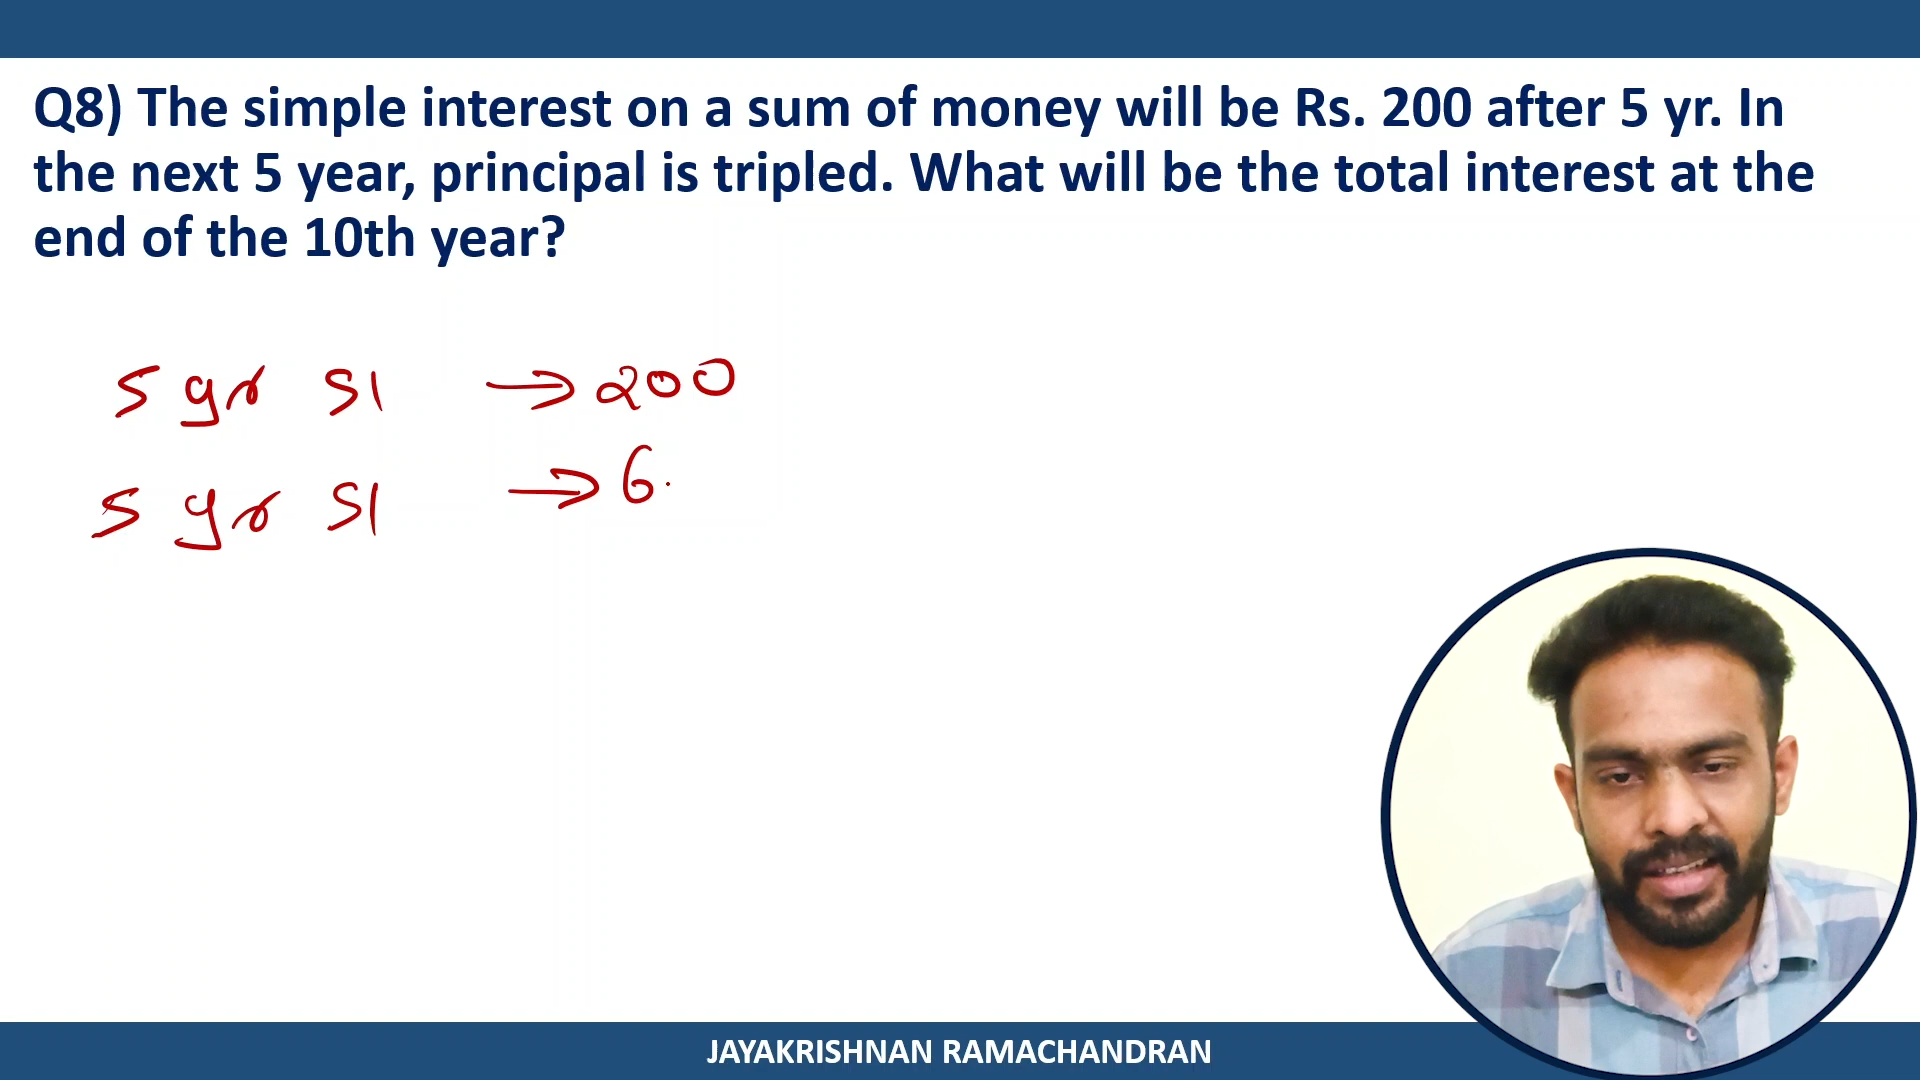 Q8) The simple interest on a sum of money will be Rs. 200 after 5 yr. In
the next 5 year, principal is tripled. What will be the total interest at the
end of the 10th year?
5 yr SI → 200
5 yr SI → 6.
JAYAKRISHNAN RAMACHANDRAN